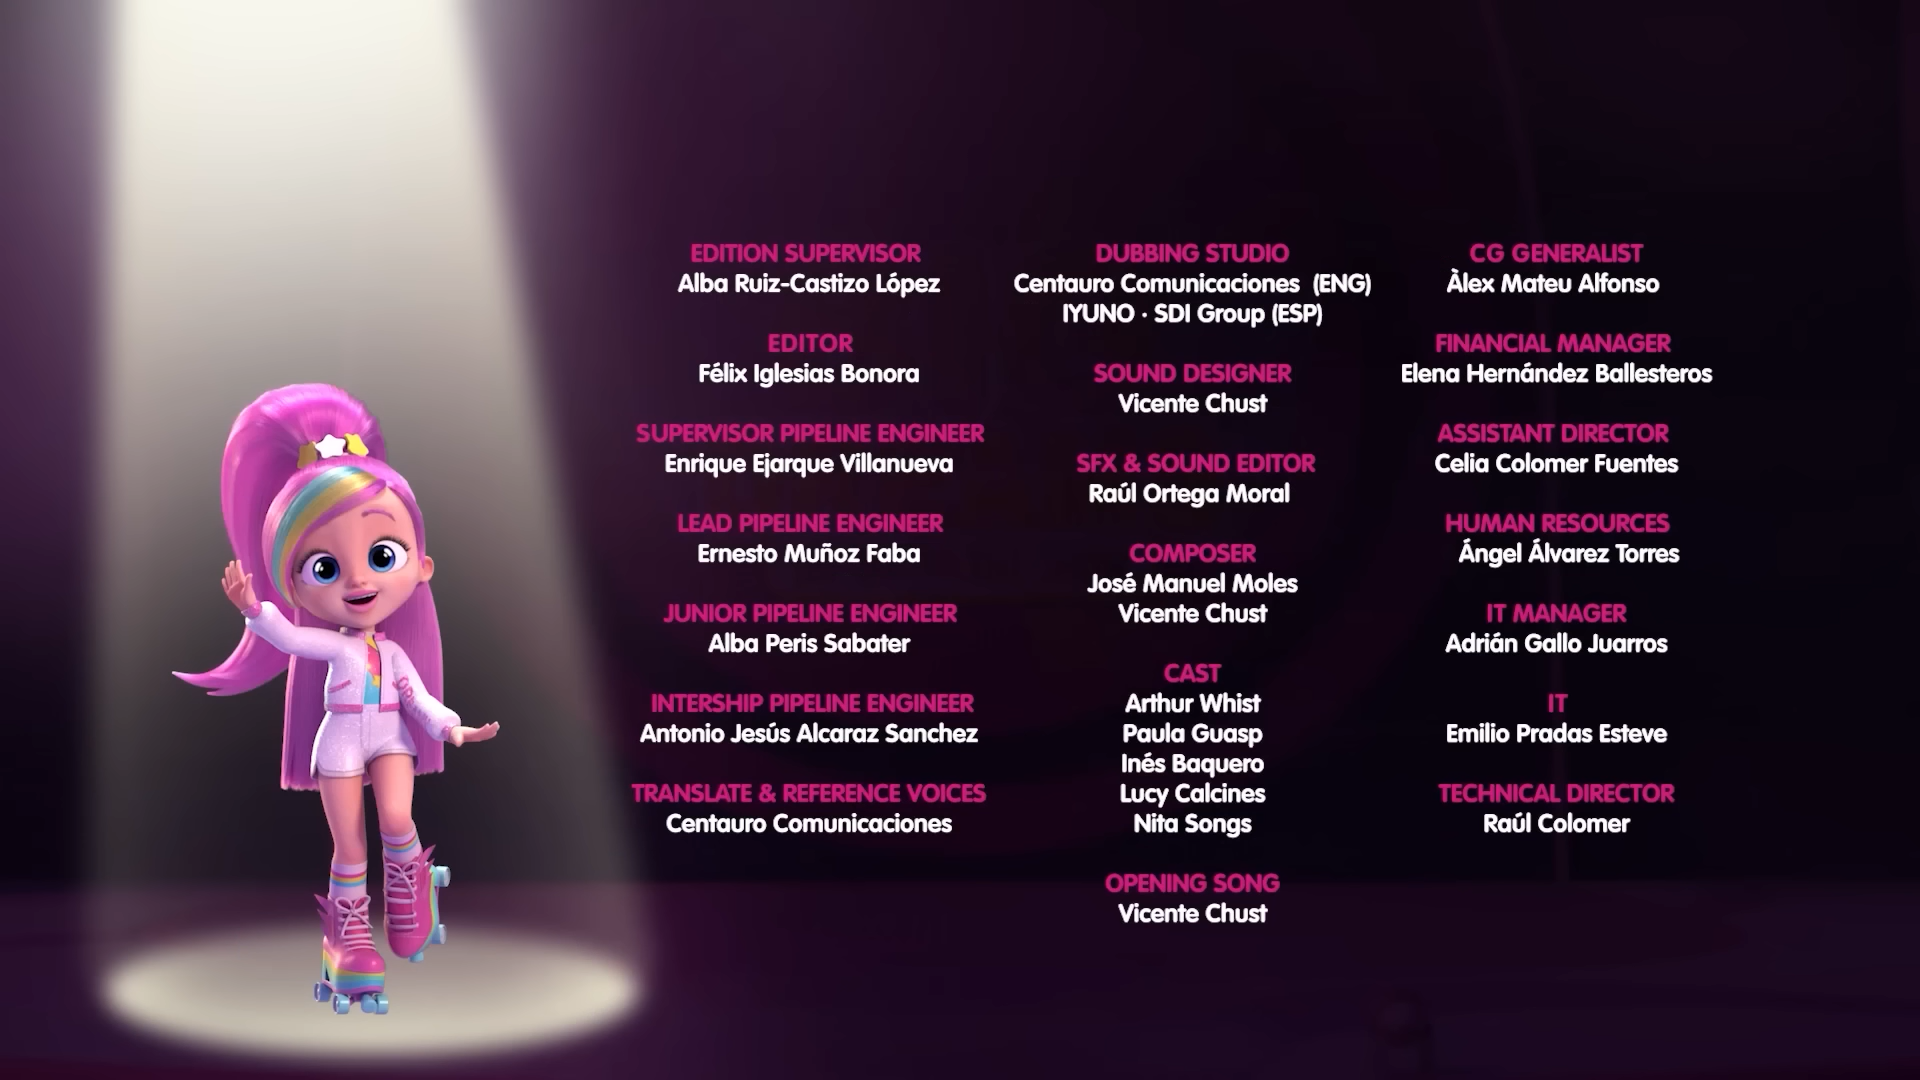 EDITION SUPERVISOR
Alba Ruiz-Castizo López
EDITOR
Félix Iglesias Bonora
SUPERVISOR PIPELINE ENGINEER
Enrique Ejarque Villanueva
LEAD PIPELINE ENGINEER
Ernesto Muñoz Faba
JUNIOR PIPELINE ENGINEER
Alba Peris Sabater
INTERSHIP PIPELINE ENGINEER
Antonio Jesús Alcaraz Sanchez
TRANSLATE & REFERENCE VOICES
Centauro Comunicaciones
DUBBING STUDIO
Centauro Comunicaciones (ENG)
IYUNO · SDI Group (ESP)
SOUND DESIGNER
Vicente Chust
SFX & SOUND EDITOR
Raúl Ortega Moral
COMPOSER
José Manuel Moles
Vicente Chust
CAST
Arthur Whist
Paula Guasp
Inés Baquero
Lucy Calcines
Nita Songs
OPENING SONG
Vicente Chust
CG GENERALIST
Àlex Mateu Alfonso
FINANCIAL MANAGER
Elena Hernández Ballesteros
ASSISTANT DIRECTOR
Celia Colomer Fuentes
HUMAN RESOURCES
Ángel Álvarez Torres
IT MANAGER
Adrián Gallo Juarros
IT
Emilio Pradas Esteve
TECHNICAL DIRECTOR
Raúl Colomer